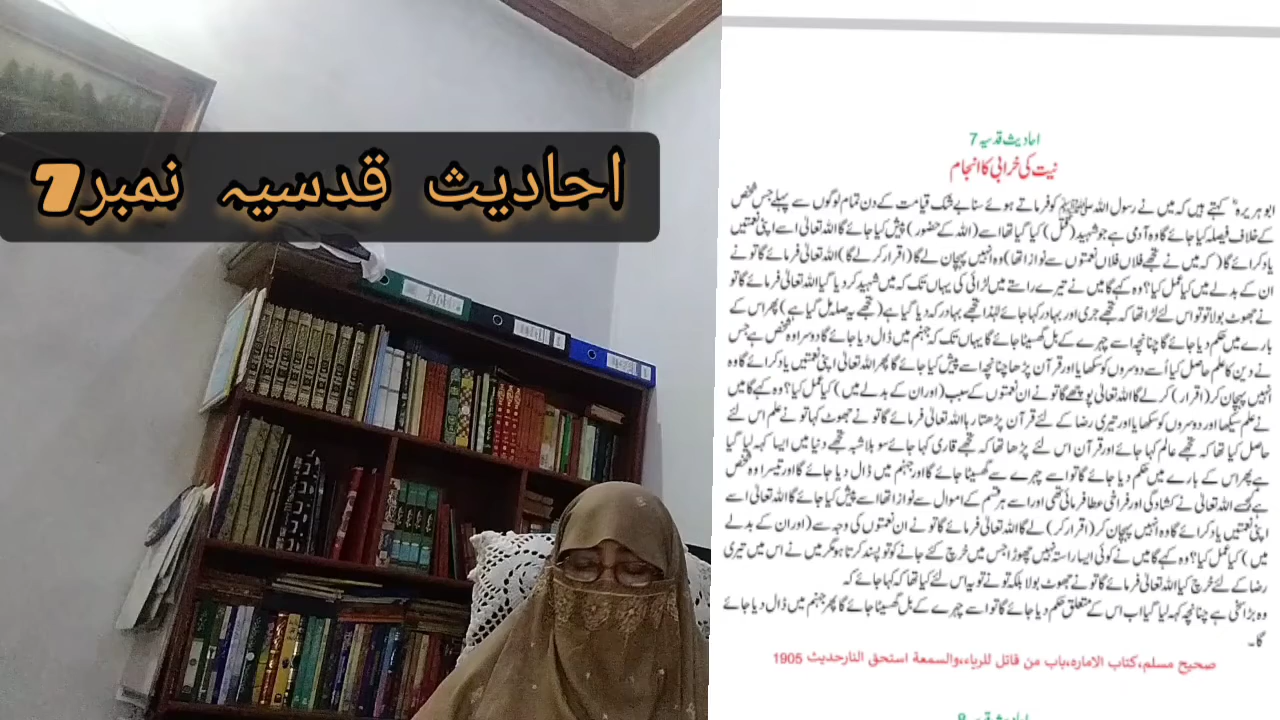 احادیث قدسیہ نمبر7
احادیث قدسیہ 7
نیت کی خرابی کا انجام
ابو ہریرہؓ کہتے ہیں کہ میں نے رسول اللہ ﷺ کو فرماتے ہوئے سنا بے شک قیامت کے دن تمام لوگوں سے پہلے جس شخص
کے خلاف فیصلہ کیا جائے گا وہ آدمی ہے جو شہید (قتل) کیا گیا تھا اسے (اللہ کے حضور) پیش کیا جائے گا اللہ تعالیٰ اسے اپنی نعمتیں
یاد کرائے گا (کہ میں نے تجھے فلاں فلاں نعمتوں سے نوازا تھا) وہ انہیں پہچان لے گا (اقرار کرلے گا) اللہ تعالیٰ فرمائے گا تو نے
ان کے بدلے میں کیا عمل کیا؟ وہ کہے گا میں نے تیرے راستے میں لڑائی کی یہاں تک کہ میں شہید کر دیا گیا اللہ تعالیٰ فرمائے گا تو
نے جھوٹ بولا تو تو اس لئے لڑا تھا کہ تجھے جری اور بہادر کہا جائے لہٰذا تجھے بہادر کہہ دیا گیا ہے (تجھے یہ صلہ مل گیا ہے) پھر اس کے
بارے میں حکم دیا جائے گا چنانچہ اسے چہرے کے بل گھسیٹا جائے گا یہاں تک کہ جہنم میں ڈال دیا جائے گا دوسرا وہ شخص ہے جس
نے دین کا علم حاصل کیا اُسے دوسروں کو سکھایا اور قرآن پڑھا چنانچہ اسے پیش کیا جائے گا پھر اللہ تعالیٰ اپنی نعمتیں یاد کرائے گا وہ
انہیں پہچان کر (اقرار) کرلے گا اللہ تعالیٰ پوچھے گا تو نے ان نعمتوں کے سبب (اور ان کے بدلے میں) کیا عمل کیا؟ وہ کہے گا میں
نے علم سیکھا اور دوسروں کو سکھایا اور تیری رضا کے لئے قرآن پڑھتا رہا اللہ تعالیٰ فرمائے گا تو نے جھوٹ کہا تو نے علم اس لئے
حاصل کیا تھا کہ تجھے عالم کہا جائے اور قرآن اس لئے پڑھا تھا کہ تجھے قاری کہا جائے سو بلاشبہ تجھے دنیا میں ایسا کہہ لیا گیا
ہے پھر اس کے بارے میں حکم دیا جائے گا تو اسے چہرے سے گھسیٹا جائے گا اور جہنم میں ڈال دیا جائے گا اور تیسرا وہ شخص
ہے جسے اللہ تعالیٰ نے کشادگی اور فراخی عطا فرمائی تھی اور اسے ہر قسم کے اموال سے نوازا تھا اسے پیش کیا جائے گا اللہ تعالیٰ اسے
اپنی نعمتیں یاد کرائے گا وہ انہیں پہچان کر (اقرار کر) لے گا اللہ تعالیٰ فرمائے گا تو نے ان نعمتوں کی وجہ سے (اور ان کے بدلے
میں) کیا عمل کیا؟ وہ کہے گا میں نے کوئی ایسا راستہ نہیں چھوڑا جس میں خرچ کئے جانے کو تو پسند کرتا ہو مگر میں نے اس میں تیری
رضا کے لئے خرچ کیا اللہ تعالیٰ فرمائے گا تو نے جھوٹ بولا بلکہ تو نے تو یہ اس لئے کیا تھا کہ کہا جائے کہ
وہ بڑا سخی ہے چنانچہ کہہ لیا گیا اب اس کے متعلق حکم دیا جائے گا تو اسے چہرے کے بل گھسیٹا جائے گا پھر جہنم میں ڈال دیا جائے
گا۔
صحیح مسلم،کتاب الامارہ،باب من قاتل للریاء،والسمعة استحق النار حدیث 1905
احادیث قدسیہ 8